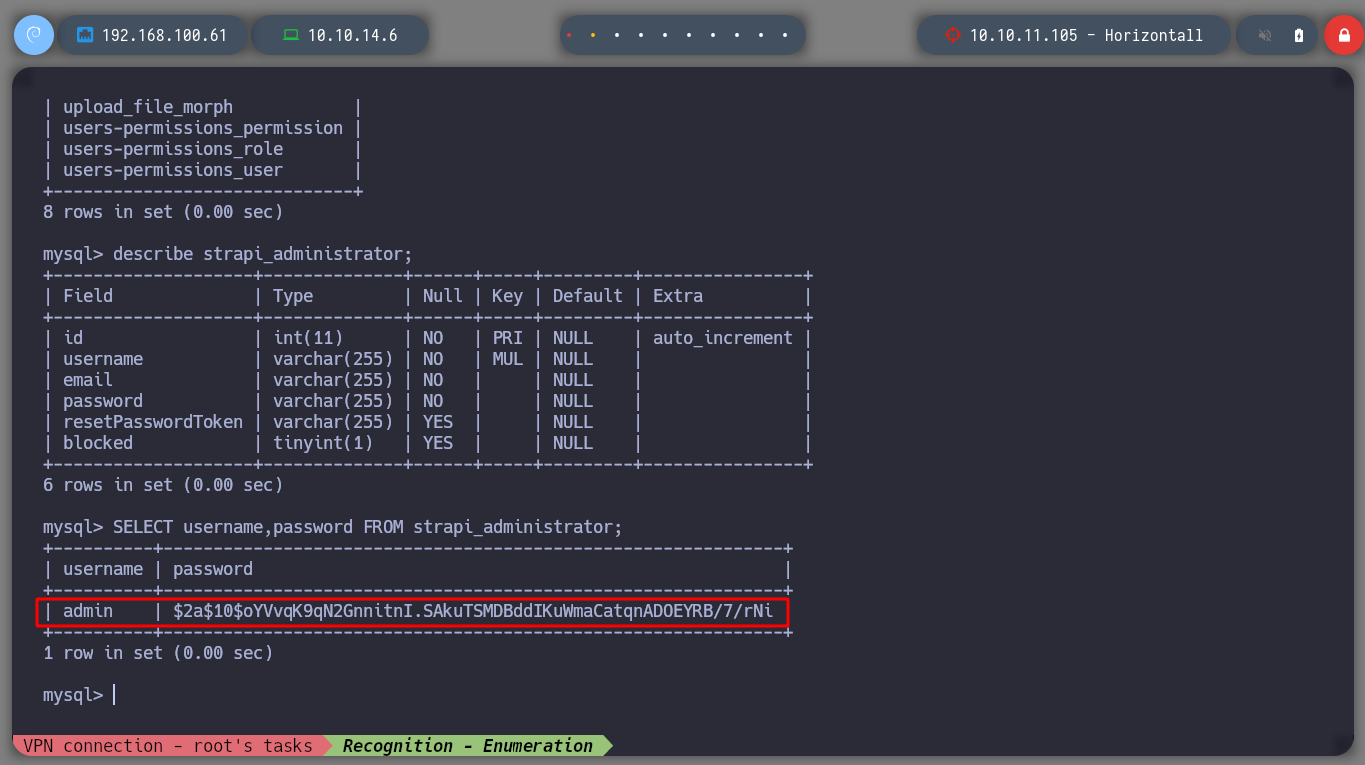 192.168.100.61 10.10.14.6 10.10.11.105 - Horizontall
| upload_file_morph            |
| users-permissions_permission |
| users-permissions_role       |
| users-permissions_user       |
+------------------------------+
8 rows in set (0.00 sec)
mysql> describe strapi_administrator;
+--------------------+--------------+------+-----+---------+----------------+
| Field              | Type         | Null | Key | Default | Extra          |
+--------------------+--------------+------+-----+---------+----------------+
| id                 | int(11)      | NO   | PRI | NULL    | auto_increment |
| username           | varchar(255) | NO   | MUL | NULL    |                |
| email              | varchar(255) | NO   |     | NULL    |                |
| password           | varchar(255) | NO   |     | NULL    |                |
| resetPasswordToken | varchar(255) | YES  |     | NULL    |                |
| blocked            | tinyint(1)   | YES  |     | NULL    |                |
+--------------------+--------------+------+-----+---------+----------------+
6 rows in set (0.00 sec)
mysql> SELECT username,password FROM strapi_administrator;
+----------+--------------------------------------------------------------+
| username | password                                                     |
+----------+--------------------------------------------------------------+
| admin    | $2a$10$oYVvqK9qN2GnnitnI.SAkuTSMDBddIKuWmaCatqnADOEYRB/7/rNi |
+----------+--------------------------------------------------------------+
1 row in set (0.00 sec)
mysql>
VPN connection - root's tasks Recognition - Enumeration